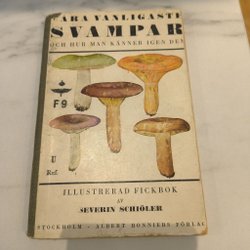 VÅRA VANLIGASTE
SVAMPAR
OCH HUR MAN KÄNNER IGEN DEM
F9
U
Ref.
ILLUSTRERAD FICKBOK
AV
SEVERIN SCHIÖLER
STOCKHOLM - ALBERT BONNIERS FÖRLAG